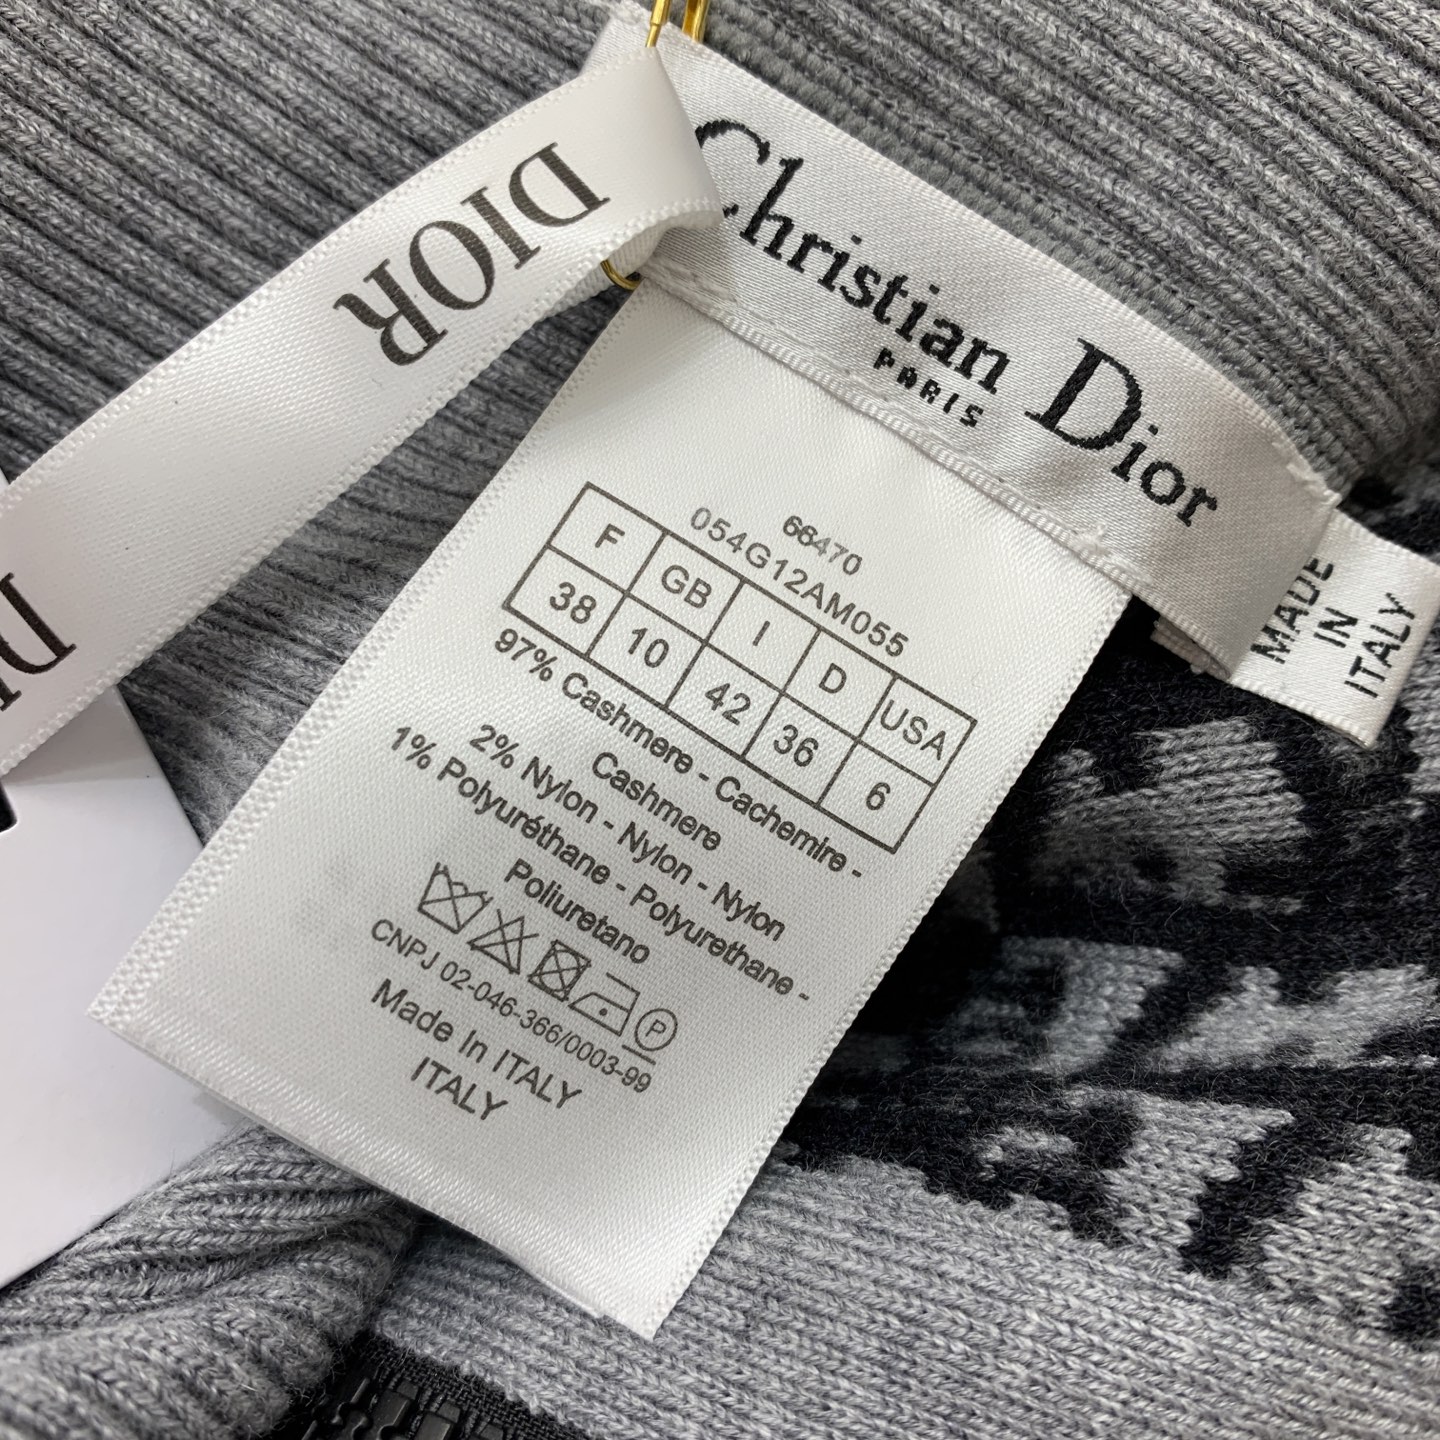 DIOR
Christian Dior
PARIS
MADE
IN
ITALY
66470
054G12AM055
F GB I D USA
38 10 42 36 6
97% Cashmere - Cachemire -
Cashmere
2% Nylon - Nylon - Nylon
1% Polyuréthane - Polyurethane -
Poliuretano
P
CNPJ 02-046-366/0003-99
Made In ITALY
ITALY